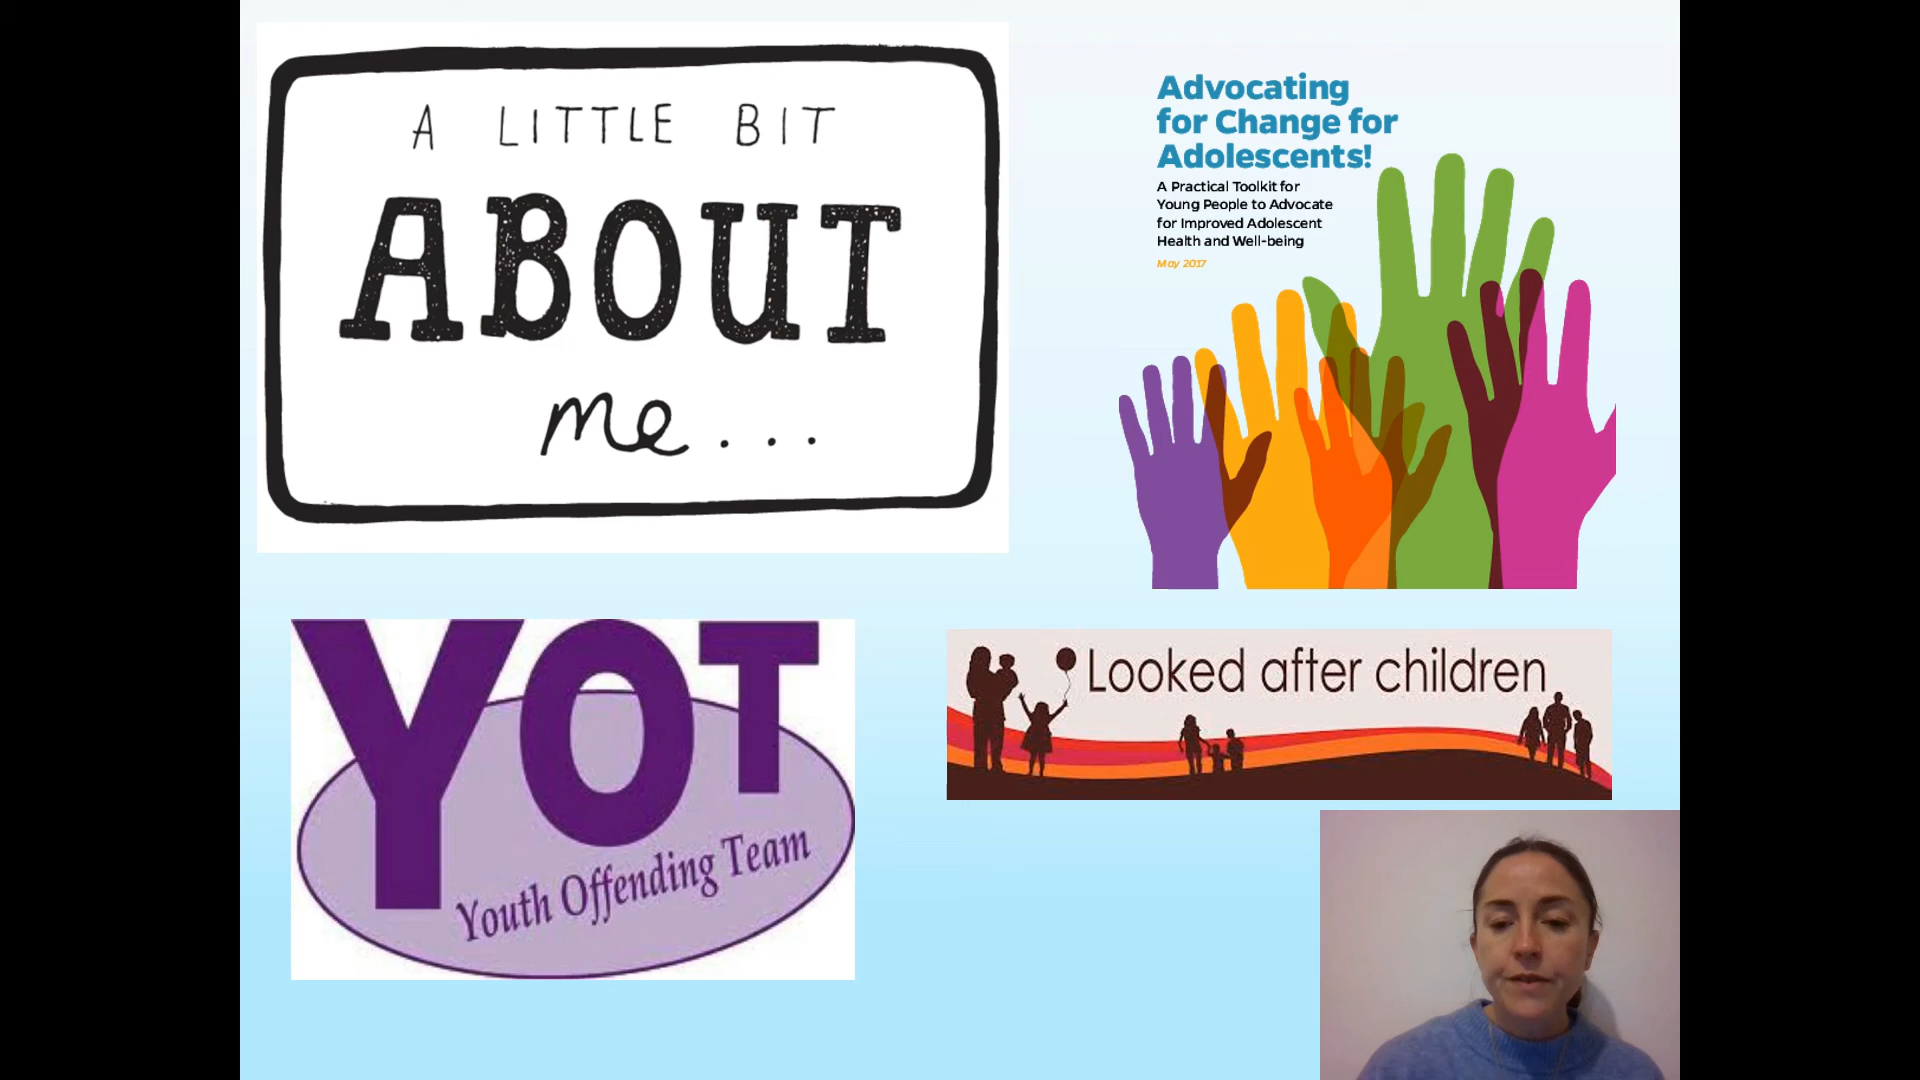 A LITTLE BIT
ABOUT
me...
Advocating
for Change for
Adolescents!
A Practical Toolkit for
Young People to Advocate
for Improved Adolescent
Health and Well-being
May 2017
YOT
Youth Offending Team
Looked after children